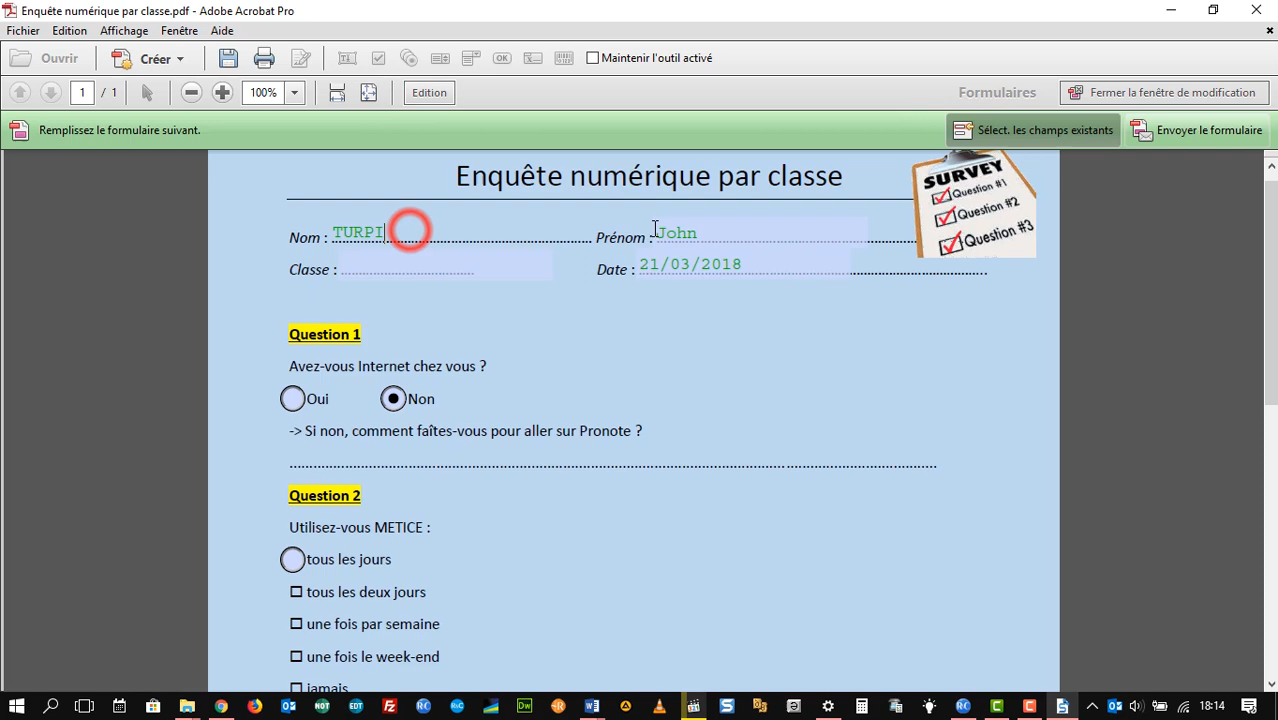 Enquête numérique par classe.pdf - Adobe Acrobat Pro
Fichier Edition Affichage Fenêtre Aide
Ouvrir Créer OK Maintenir l'outil activé
1 / 1 100% Edition Formulaires Fermer la fenêtre de modification
Remplissez le formulaire suivant. Sélect. les champs existants Envoyer le formulaire
Enquête numérique par classe
SURVEY
Question #1
Question #2
Question #3
Nom : TURPI Prénom : John
Classe : Date : 21/03/2018
Question 1
Avez-vous Internet chez vous ?
Oui Non
-> Si non, comment faîtes-vous pour aller sur Pronote ?
Question 2
Utilisez-vous METICE :
tous les jours
tous les deux jours
une fois par semaine
une fois le week-end
jamais
18:14